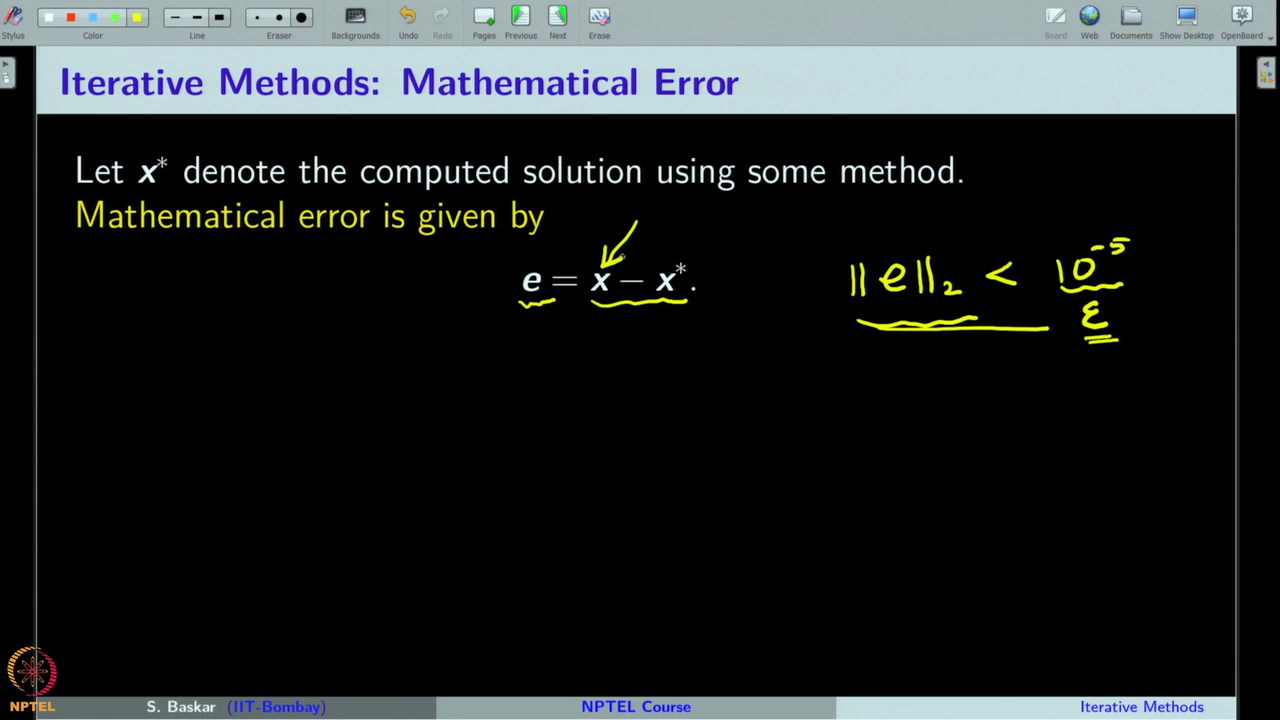 Stylus Color Line Eraser Backgrounds Undo Redo Pages Previous Next Erase Board Web Documents Show Desktop OpenBoard
Iterative Methods: Mathematical Error
Let x* denote the computed solution using some method.
Mathematical error is given by
e = x − x*.
||e||₂ < 10⁻⁵
ε
NPTEL
S. Baskar (IIT-Bombay) NPTEL Course Iterative Methods